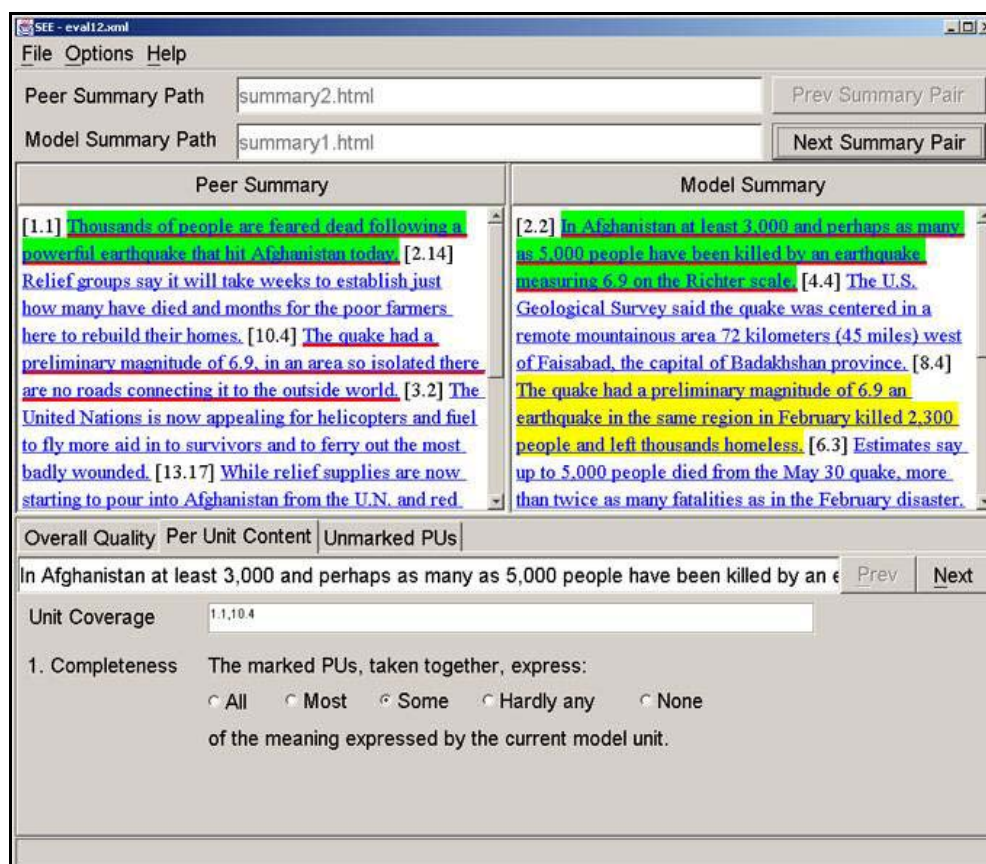 SEE - eval12.xml
File Options Help
Peer Summary Path summary2.html Prev Summary Pair
Model Summary Path summary1.html Next Summary Pair
Peer Summary
[1.1] Thousands of people are feared dead following a
powerful earthquake that hit Afghanistan today. [2.14]
Relief groups say it will take weeks to establish just
how many have died and months for the poor farmers
here to rebuild their homes. [10.4] The quake had a
preliminary magnitude of 6.9, in an area so isolated there
are no roads connecting it to the outside world. [3.2] The
United Nations is now appealing for helicopters and fuel
to fly more aid in to survivors and to ferry out the most
badly wounded. [13.17] While relief supplies are now
starting to pour into Afghanistan from the U.N. and red
Model Summary
[2.2] In Afghanistan at least 3,000 and perhaps as many
as 5,000 people have been killed by an earthquake
measuring 6.9 on the Richter scale. [4.4] The U.S.
Geological Survey said the quake was centered in a
remote mountainous area 72 kilometers (45 miles) west
of Faisabad, the capital of Badakhshan province. [8.4]
The quake had a preliminary magnitude of 6.9 an
earthquake in the same region in February killed 2,300
people and left thousands homeless. [6.3] Estimates say
up to 5,000 people died from the May 30 quake, more
than twice as many fatalities as in the February disaster.
Overall Quality Per Unit Content Unmarked PUs
In Afghanistan at least 3,000 and perhaps as many as 5,000 people have been killed by an e Prev Next
Unit Coverage 1.1,10.4
1. Completeness The marked PUs, taken together, express:
All Most Some Hardly any None
of the meaning expressed by the current model unit.